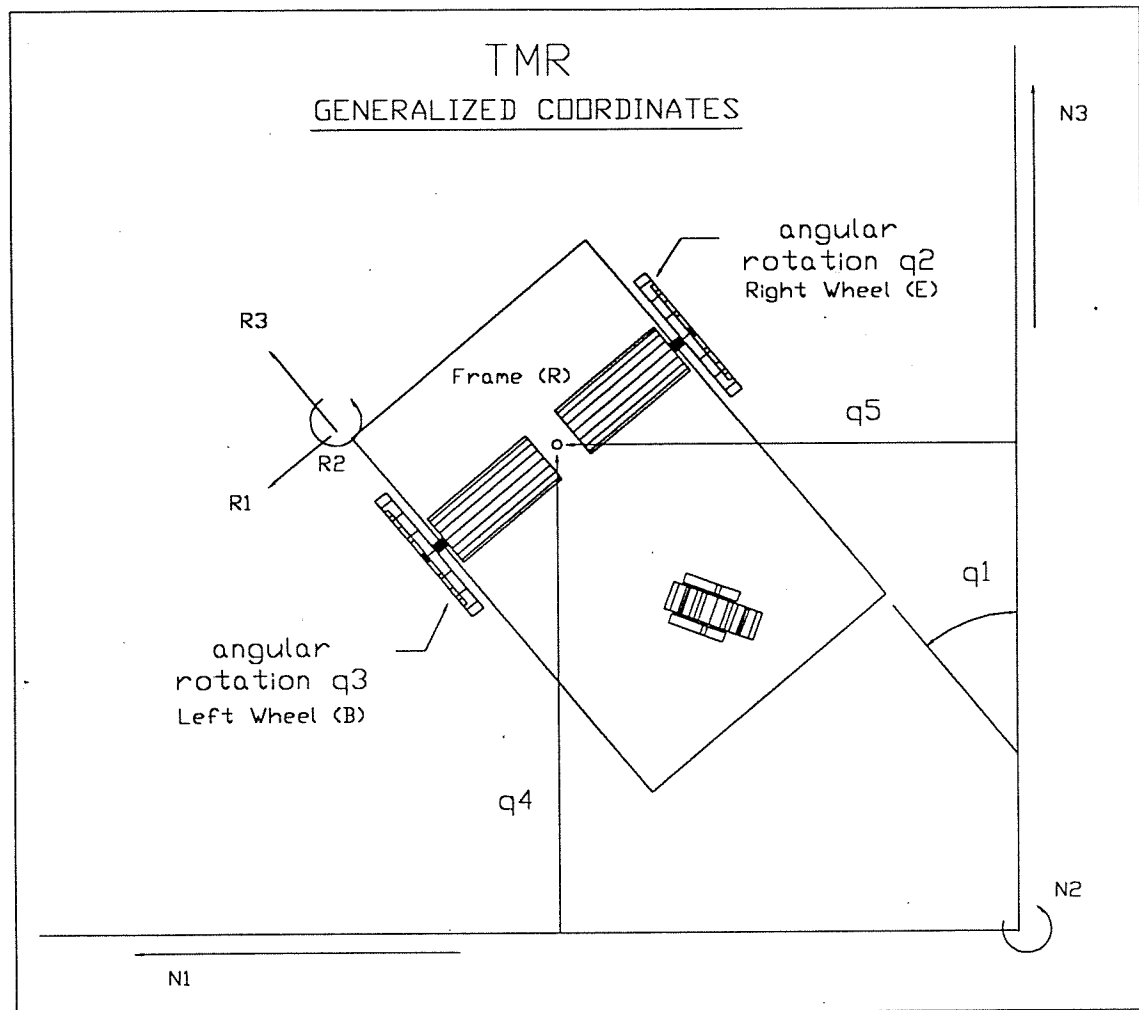 TMR
GENERALIZED COORDINATES
N3
angular
rotation q2
Right Wheel (E)
R3
Frame (R)
q5
R2
R1
q1
angular
rotation q3
Left Wheel (B)
q4
N2
N1